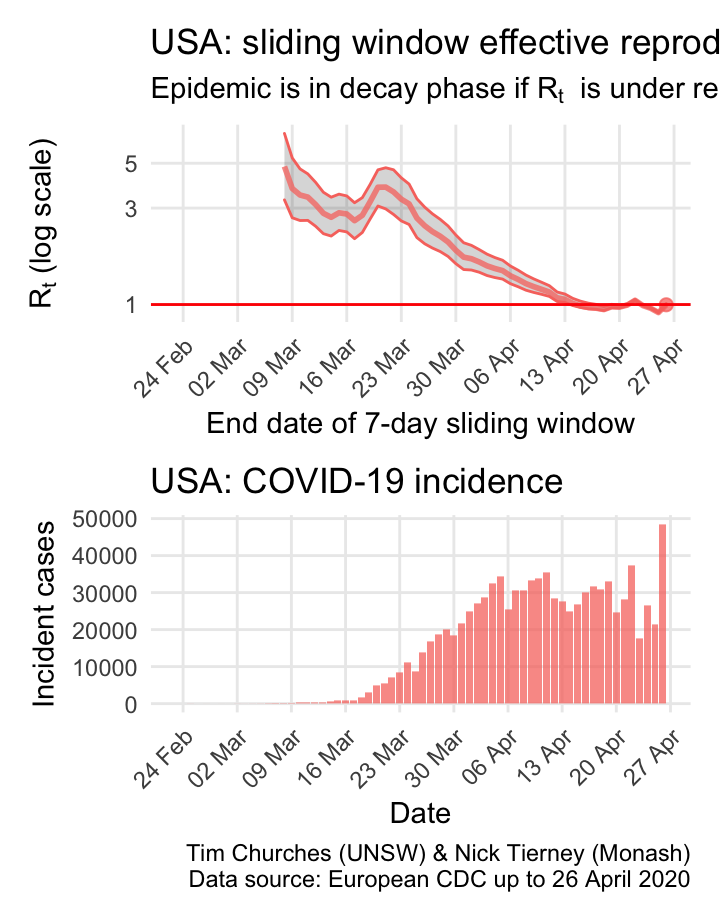 USA: sliding window effective reprod
Epidemic is in decay phase if Rt is under re
Rt (log scale)
5
3
1
24 Feb
02 Mar
09 Mar
16 Mar
23 Mar
30 Mar
06 Apr
13 Apr
20 Apr
27 Apr
End date of 7-day sliding window
USA: COVID-19 incidence
Incident cases
50000
40000
30000
20000
10000
0
24 Feb
02 Mar
09 Mar
16 Mar
23 Mar
30 Mar
06 Apr
13 Apr
20 Apr
27 Apr
Date
Tim Churches (UNSW) & Nick Tierney (Monash)
Data source: European CDC up to 26 April 2020